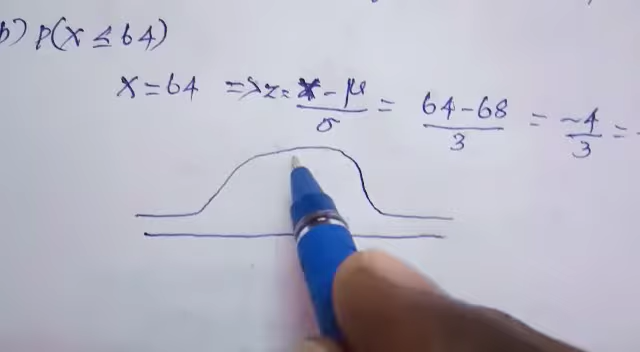 b) P(X ≤ 64)
X = 64 => z = x - μ / σ = 64 - 68 / 3 = -4 / 3 =